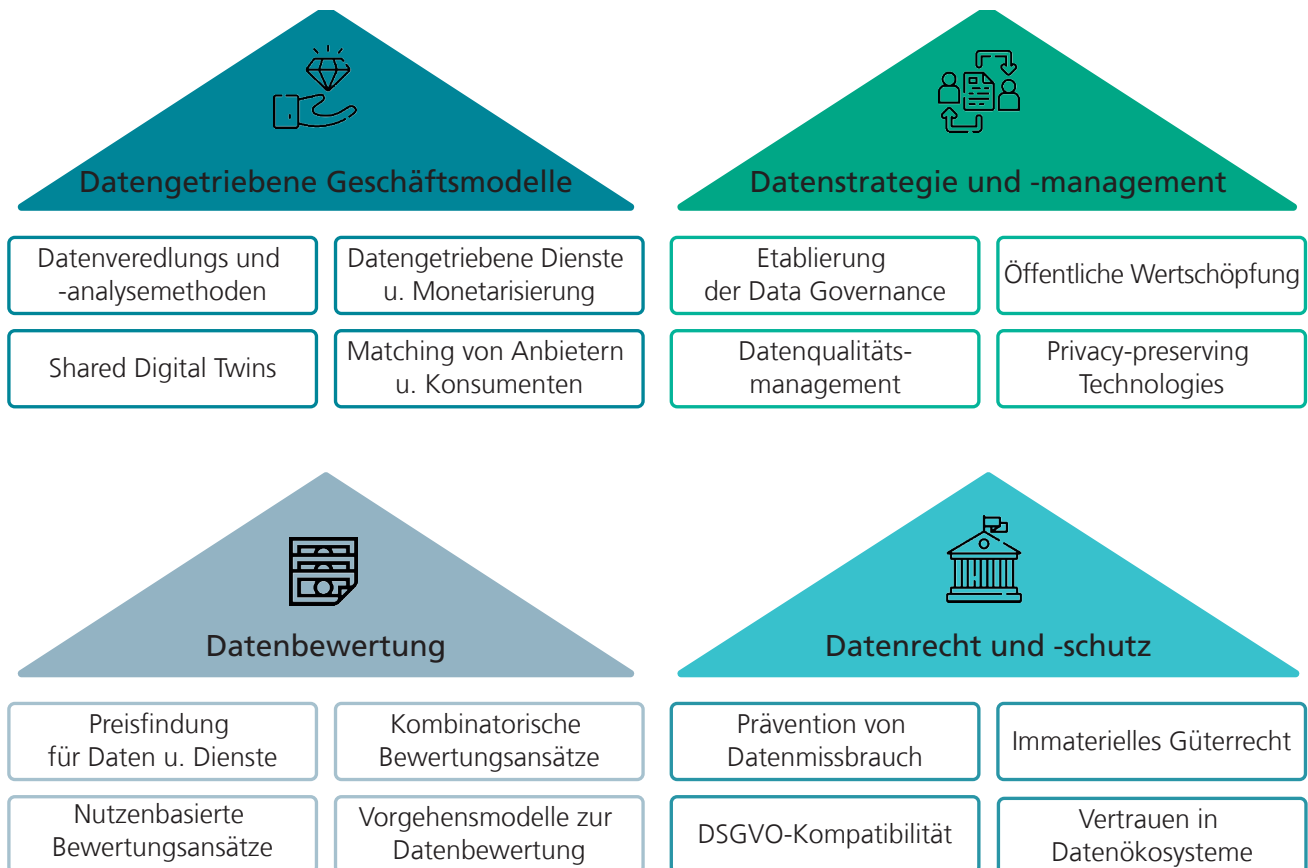 Datengetriebene Geschäftsmodelle
Datenveredlungs und
-analysemethoden
Datengetriebene Dienste
u. Monetarisierung
Shared Digital Twins
Matching von Anbietern
u. Konsumenten
Datenstrategie und -management
Etablierung
der Data Governance
Öffentliche Wertschöpfung
Datenqualitäts-
management
Privacy-preserving
Technologies
Datenbewertung
Preisfindung
für Daten u. Dienste
Kombinatorische
Bewertungsansätze
Nutzenbasierte
Bewertungsansätze
Vorgehensmodelle zur
Datenbewertung
Datenrecht und -schutz
Prävention von
Datenmissbrauch
Immaterielles Güterrecht
DSGVO-Kompatibilität
Vertrauen in
Datenökosysteme